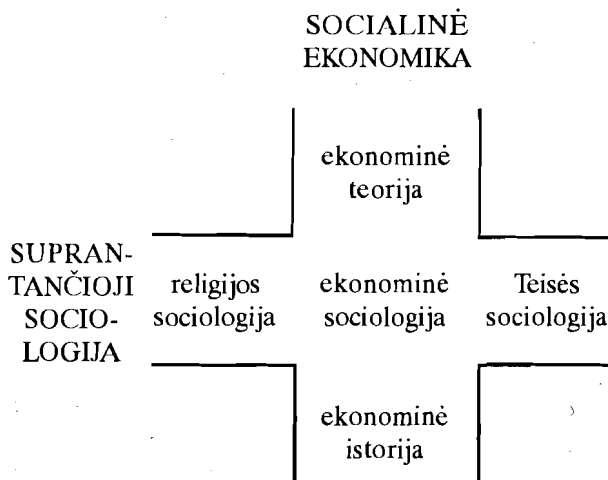 SOCIALINĖ
EKONOMIKA
ekonominė
teorija
SUPRAN-
TANČIOJI
SOCIO-
LOGIJA
religijos
sociologija
ekonominė
sociologija
Teisės
sociologija
ekonominė
istorija